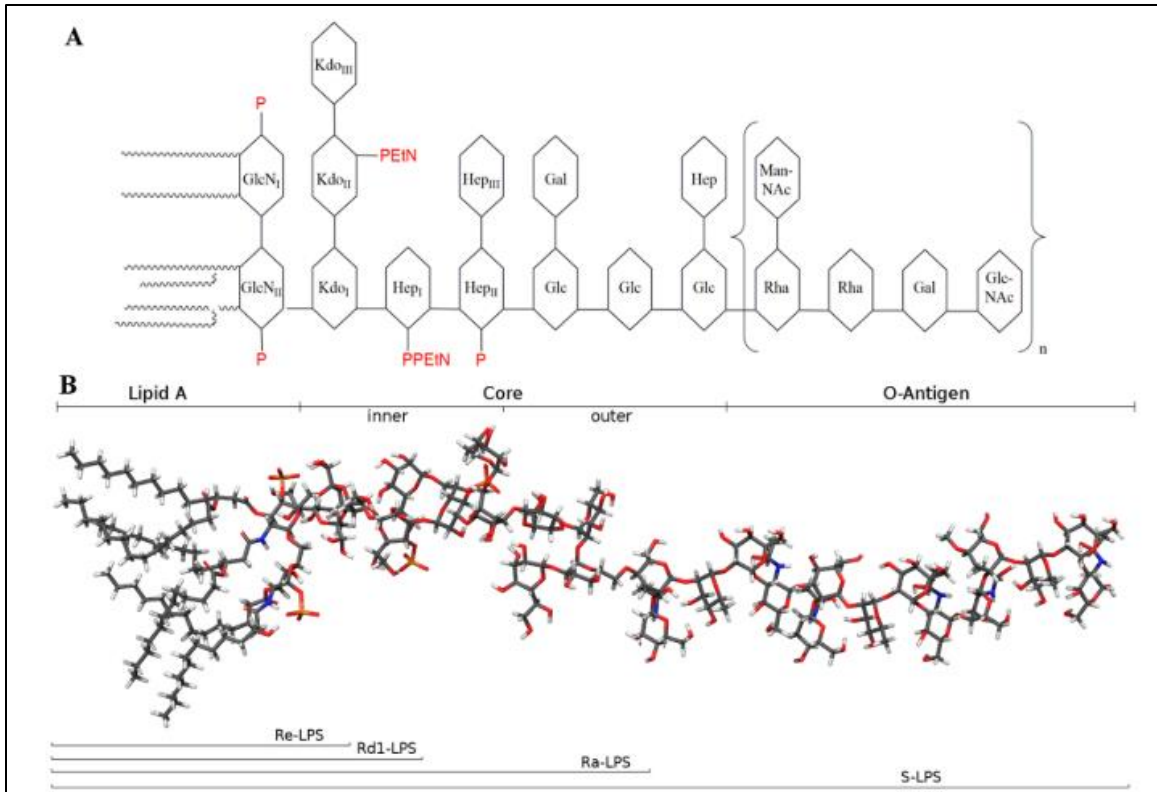 A
Kdo_III
P
PEtN
GlcN_I
Kdo_II
Hep_III
Gal
Hep
Man-
NAc
GlcN_II
Kdo_I
Hep_I
Hep_II
Glc
Glc
Glc
Rha
Rha
Gal
Glc-
NAc
P
PPEtN
P
n
B
Lipid A
Core
O-Antigen
inner
outer
Re-LPS
Rd1-LPS
Ra-LPS
S-LPS